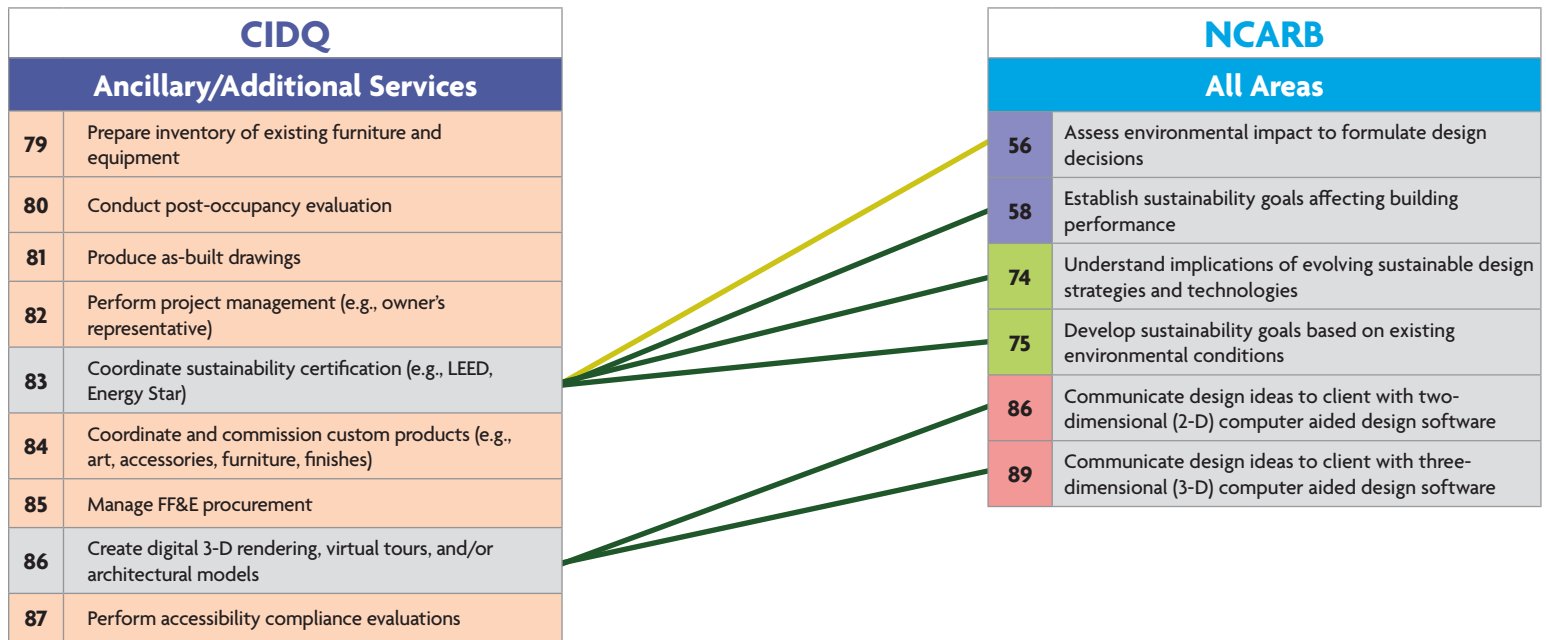 CIDQ
Ancillary/Additional Services
79
Prepare inventory of existing furniture and
equipment
80
Conduct post-occupancy evaluation
81
Produce as-built drawings
82
Perform project management (e.g., owner’s
representative)
83
Coordinate sustainability certification (e.g., LEED,
Energy Star)
84
Coordinate and commission custom products (e.g.,
art, accessories, furniture, finishes)
85
Manage FF&E procurement
86
Create digital 3-D rendering, virtual tours, and/or
architectural models
87
Perform accessibility compliance evaluations
NCARB
All Areas
56
Assess environmental impact to formulate design
decisions
58
Establish sustainability goals affecting building
performance
74
Understand implications of evolving sustainable design
strategies and technologies
75
Develop sustainability goals based on existing
environmental conditions
86
Communicate design ideas to client with two-
dimensional (2-D) computer aided design software
89
Communicate design ideas to client with three-
dimensional (3-D) computer aided design software